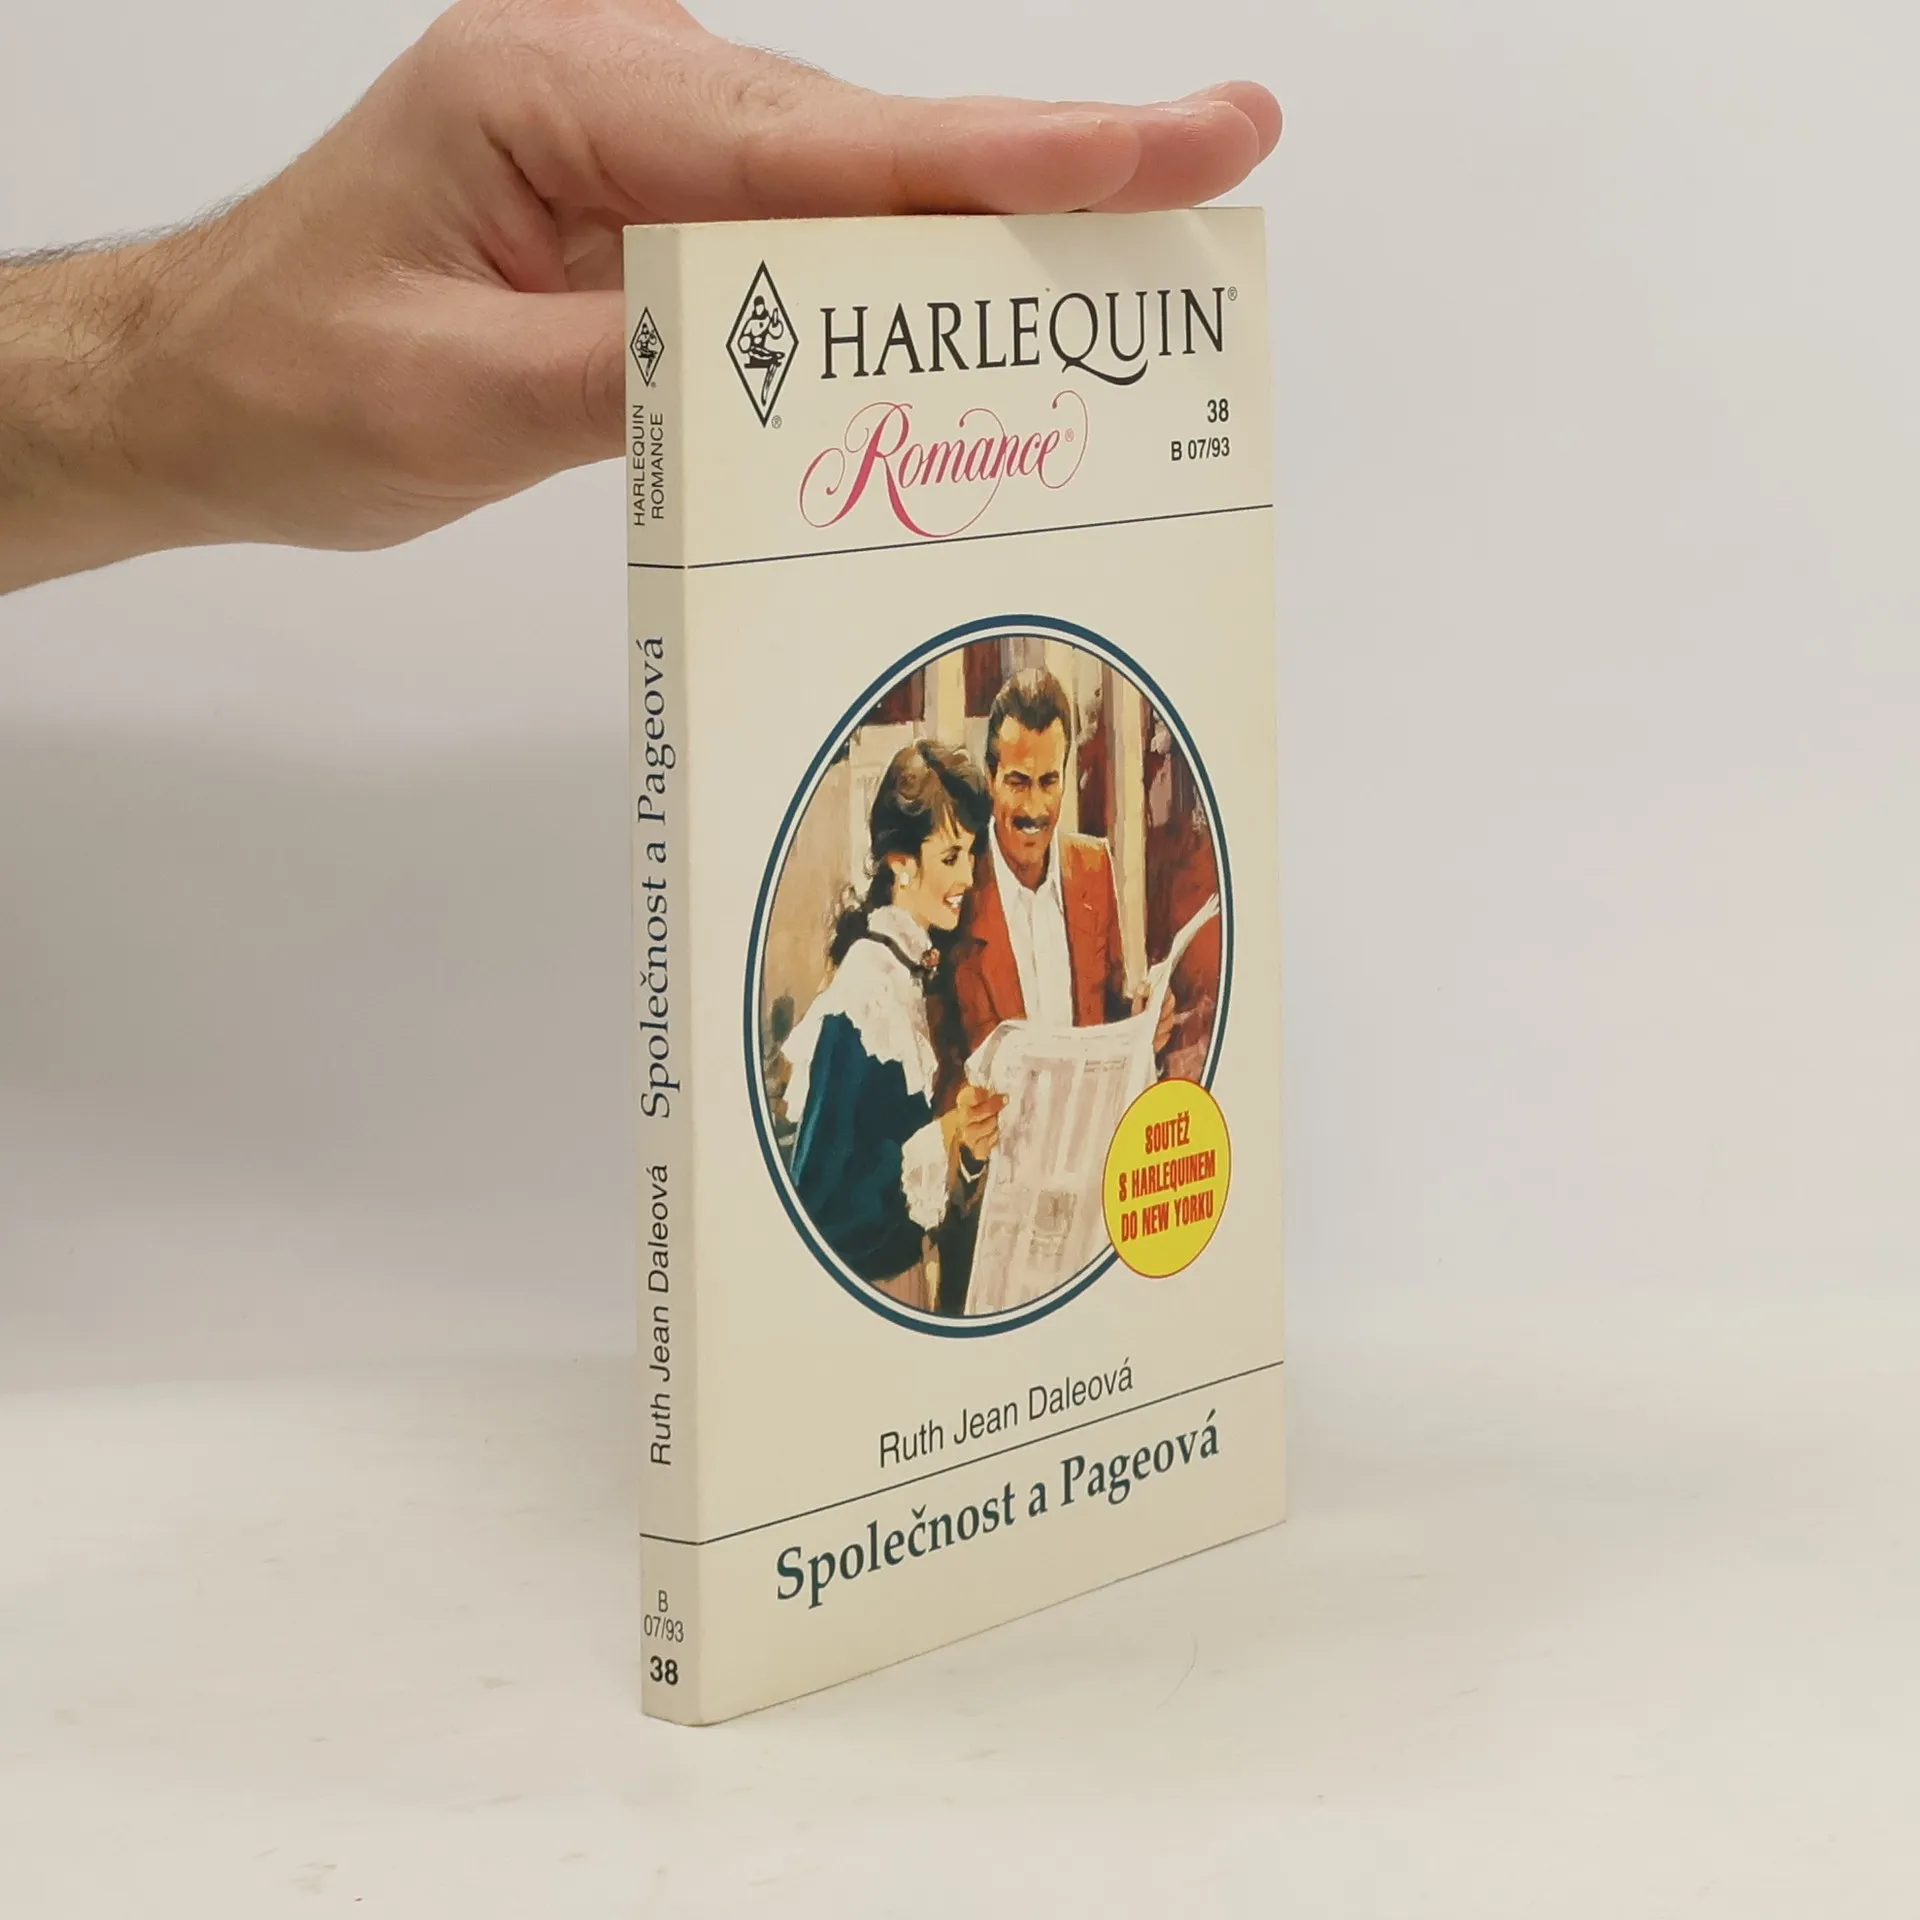 HARLEQUIN®
Romance®
38
B 07/93
SOUTĚŽ
S HARLEQUINEM
DO NEW YORKU
Ruth Jean Daleová
Společnost a Pageová
HARLEQUIN
ROMANCE
Společnost a Pageová
Ruth Jean Daleová
B
07/93
38